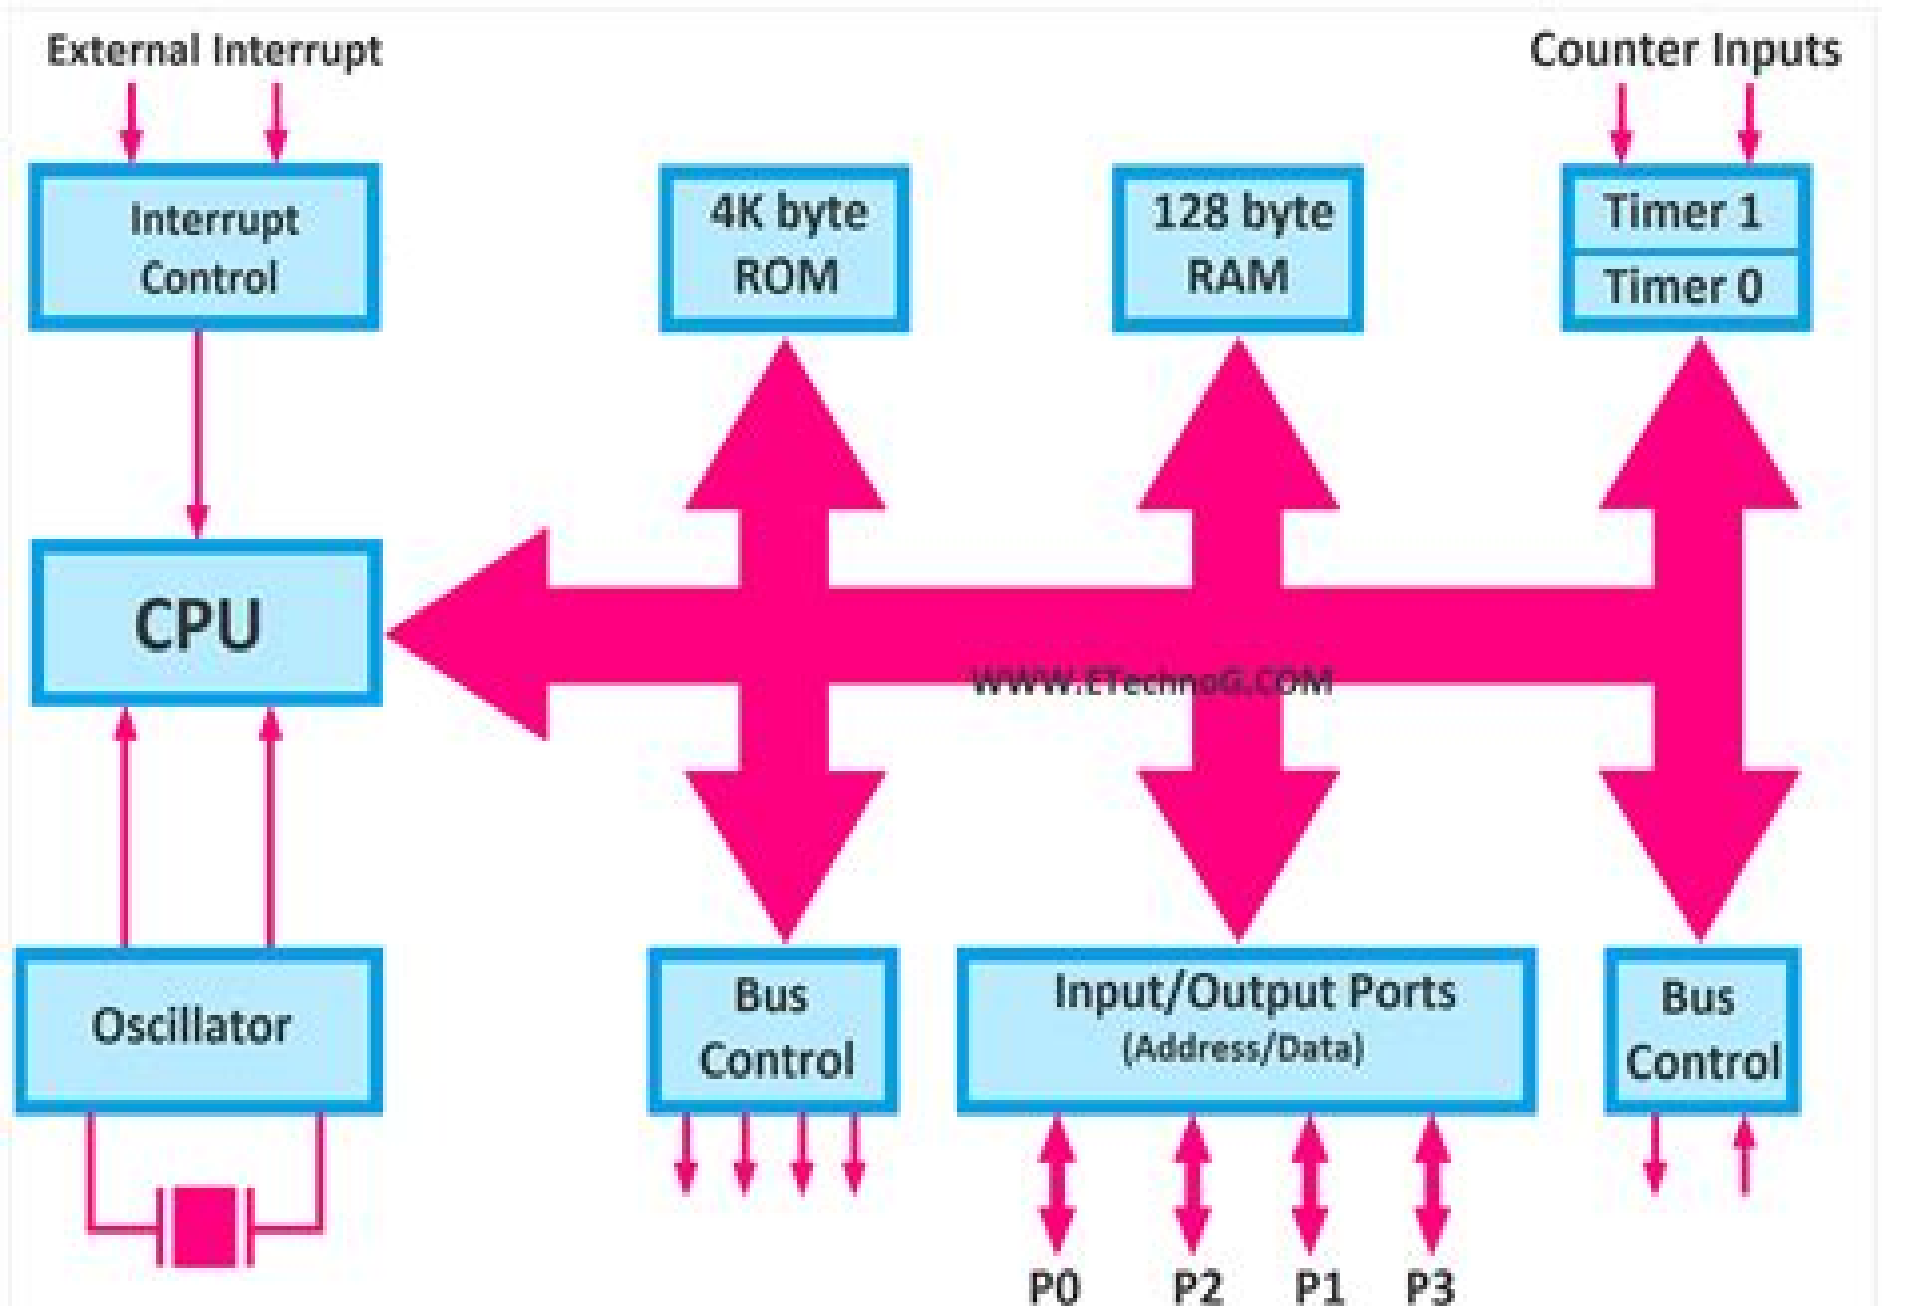 External Interrupt
Counter Inputs
Interrupt
Control
4K byte
ROM
128 byte
RAM
Timer 1
Timer 0
CPU
WWW.ETechnoG.COM
Oscillator
Bus
Control
Input/Output Ports
(Address/Data)
Bus
Control
P0 P2 P1 P3